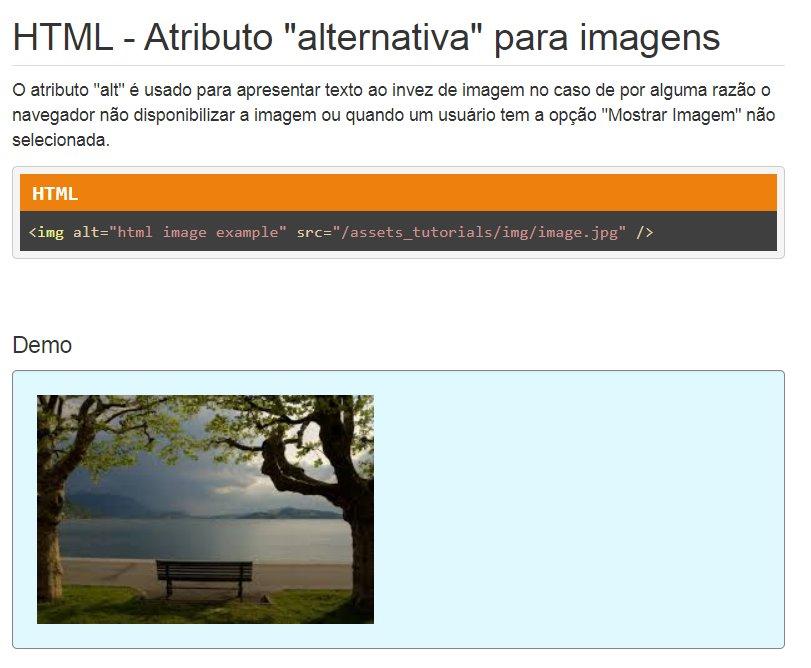 HTML - Atributo "alternativa" para imagens
O atributo "alt" é usado para apresentar texto ao invez de imagem no caso de por alguma razão o
navegador não disponibilizar a imagem ou quando um usuário tem a opção "Mostrar Imagem" não
selecionada.
HTML
<img alt="html image example" src="/assets_tutorials/img/image.jpg" />
Demo